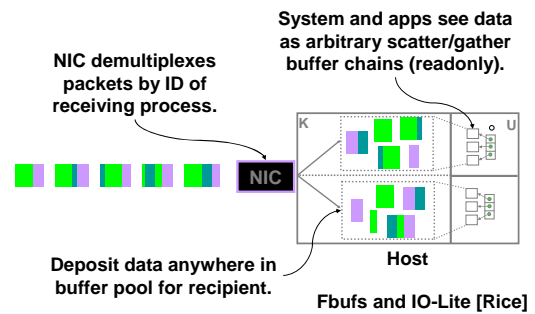 System and apps see data
as arbitrary scatter/gather
buffer chains (readonly).
NIC demultiplexes
packets by ID of
receiving process.
K
U
NIC
Deposit data anywhere in
buffer pool for recipient.
Host
Fbufs and IO-Lite [Rice]